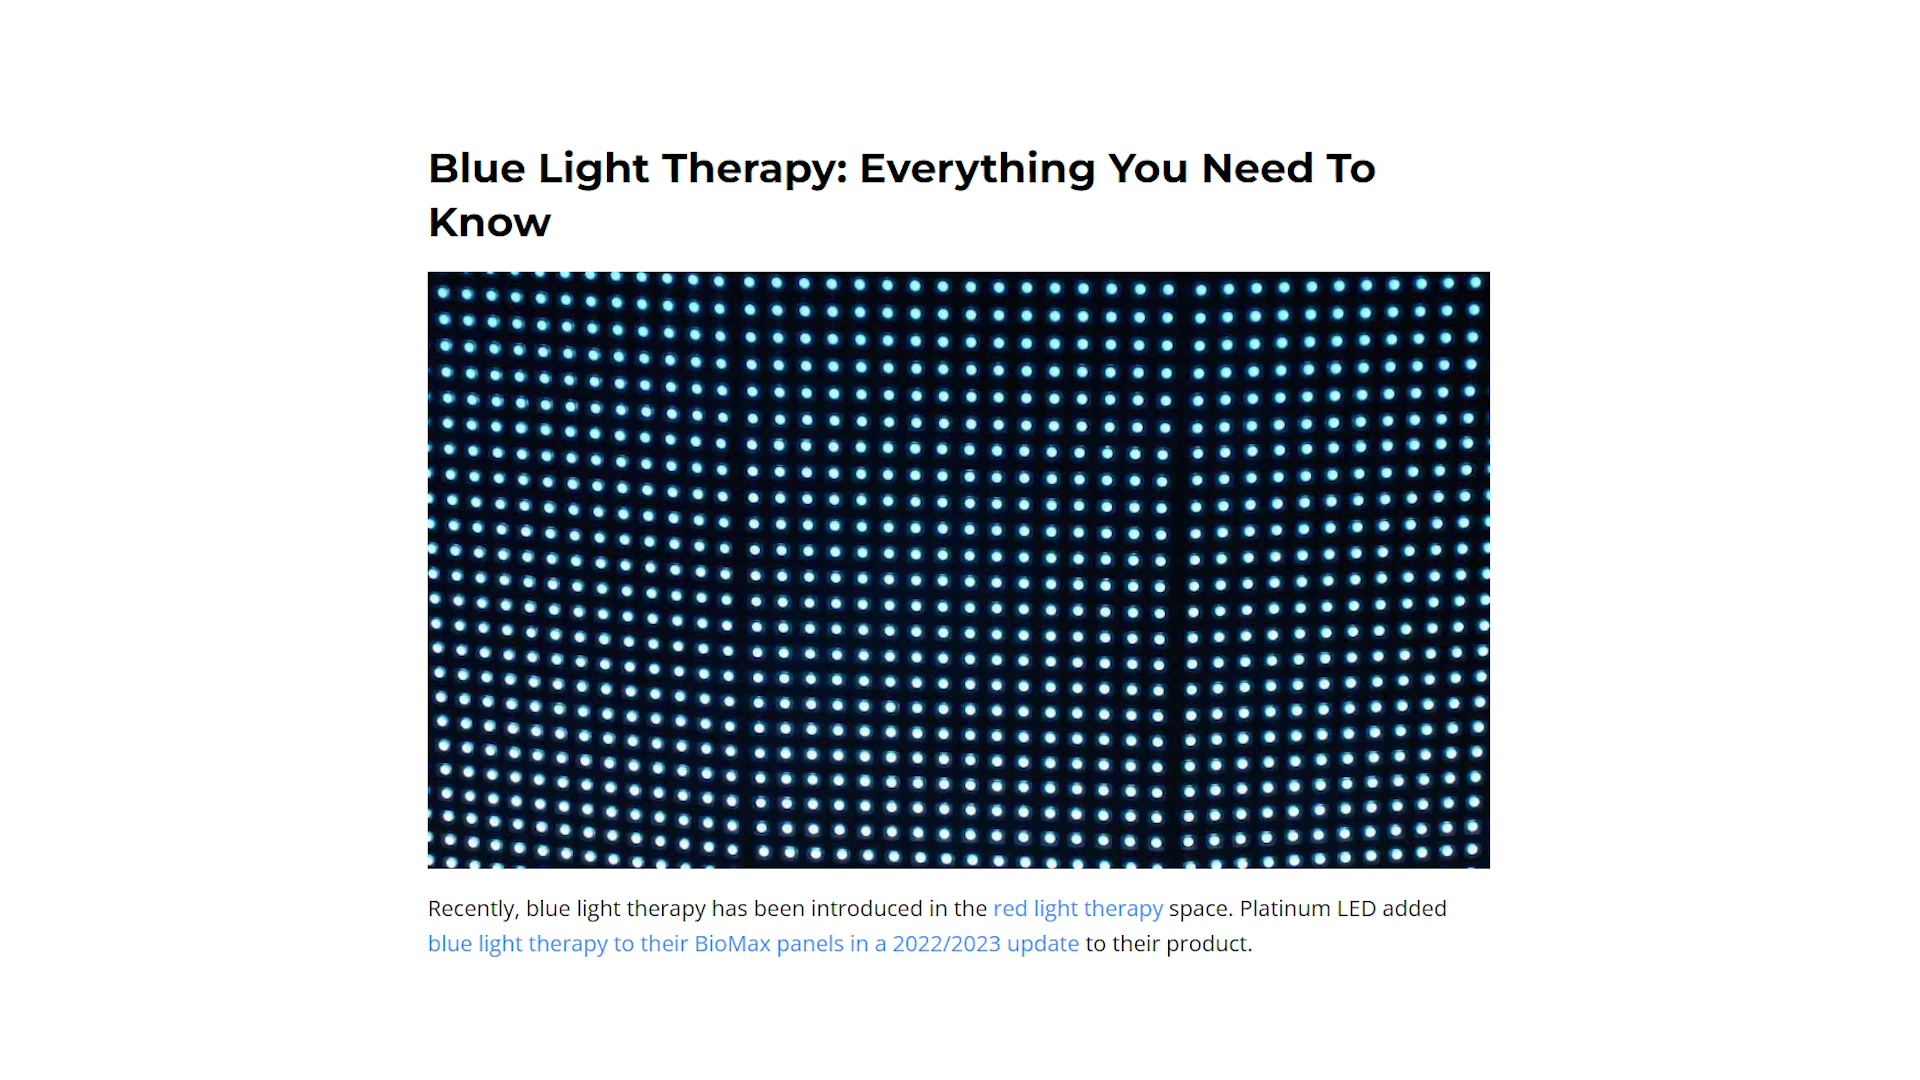 Blue Light Therapy: Everything You Need To
Know
Recently, blue light therapy has been introduced in the red light therapy space. Platinum LED added
blue light therapy to their BioMax panels in a 2022/2023 update to their product.